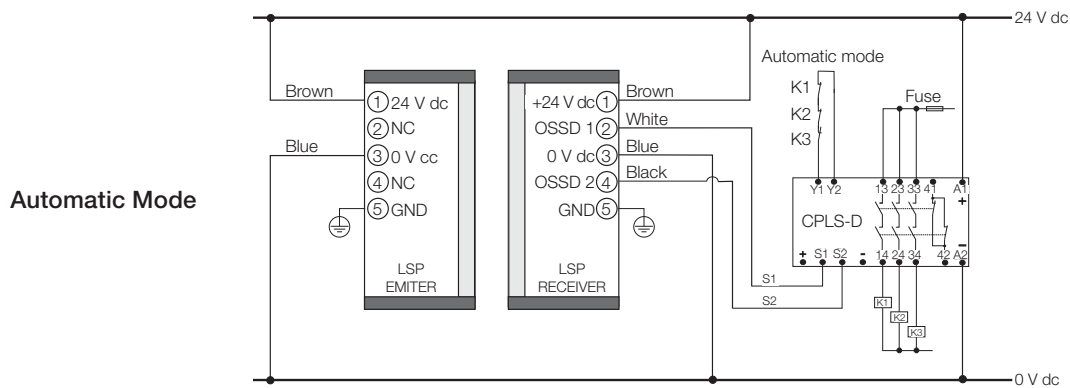 24 V dc
Automatic mode
K1
K2
K3
Fuse
Brown
Blue
① 24 V dc
② NC
③ 0 V cc
④ NC
⑤ GND
LSP
EMITER
+24 V dc ①
OSSD 1 ②
0 V dc ③
OSSD 2 ④
GND ⑤
LSP
RECEIVER
Brown
White
Blue
Black
Automatic Mode
Y1 Y2 13 23 33 41 A1
+
CPLS-D
-
+ S1 S2 - 14 24 34 42 A2
S1
S2
K1
K2
K3
0 V dc